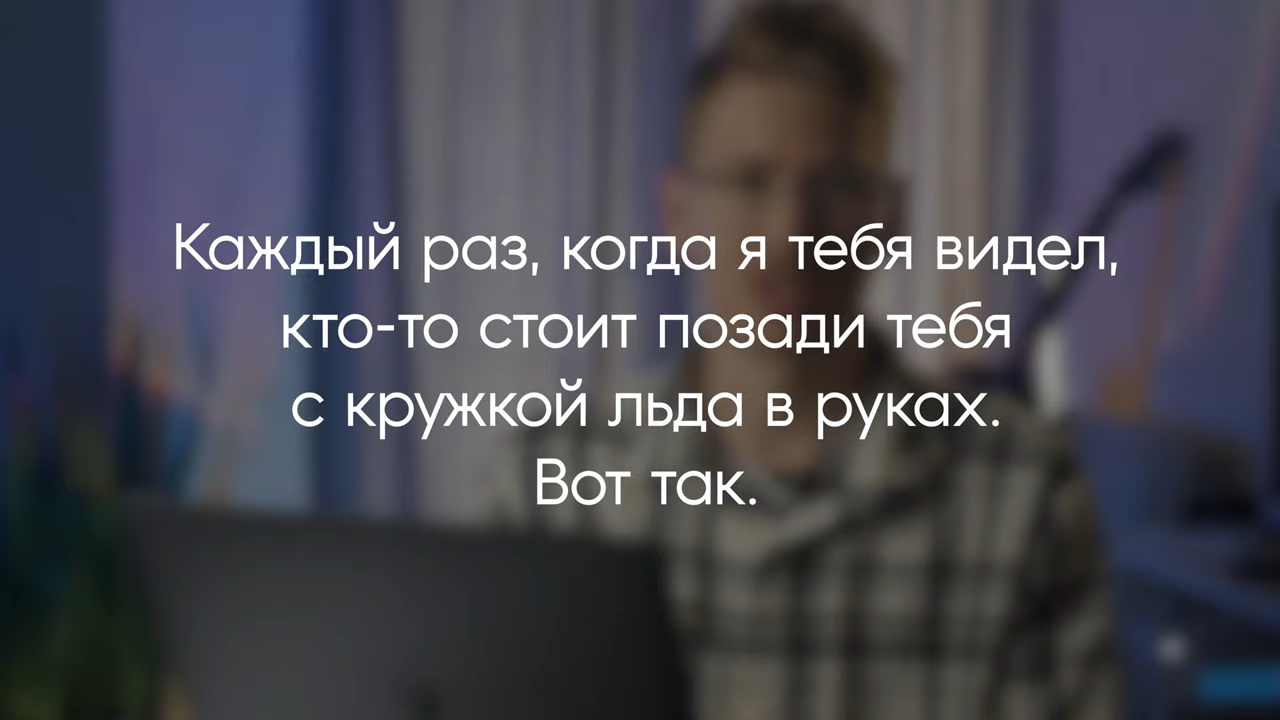 Каждый раз, когда я тебя видел,
кто-то стоит позади тебя
с кружкой льда в руках.
Вот так.